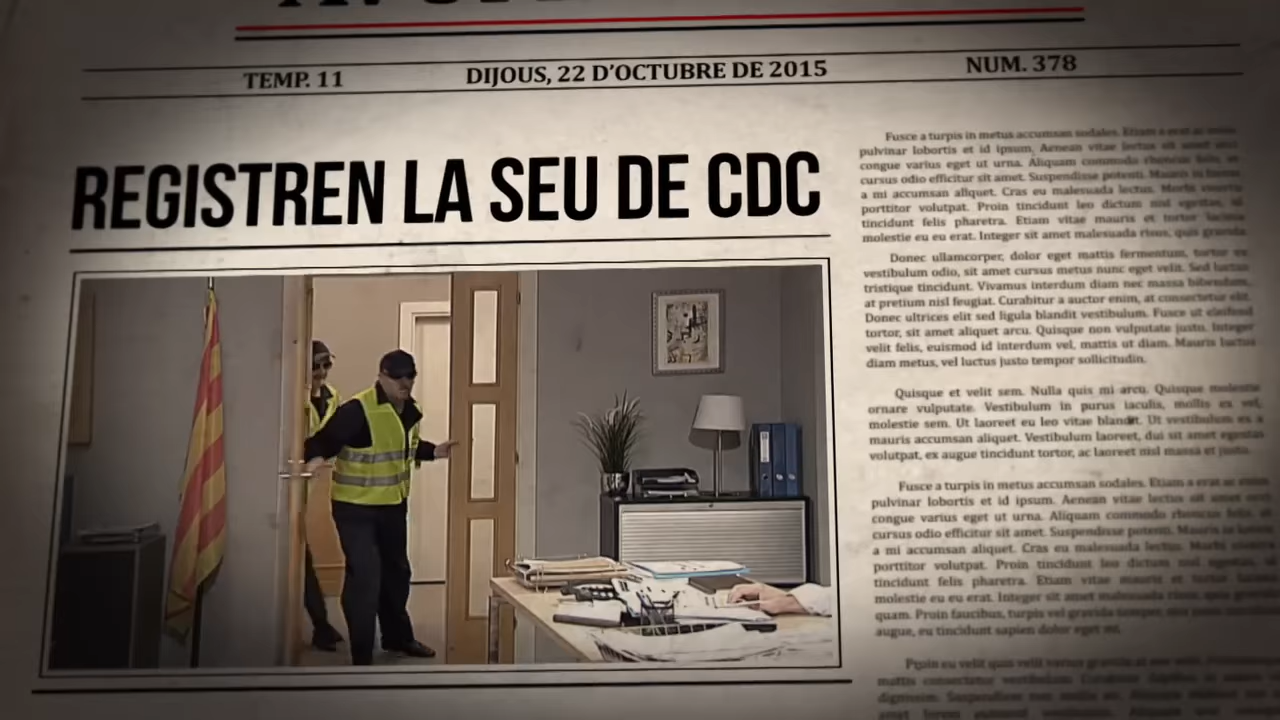 TEMP. 11
DIJOUS, 22 D'OCTUBRE DE 2015
NUM. 378
REGISTREN LA SEU DE CDC
Fusce a turpis in metus accumsan sodales. Etiam a erat ac enim
pulvinar lobortis et id ipsum. Aenean vitae lectus sit amet
congue varius eget ut urna. Aliquam commodo rhoncus felis,
cursus odio efficitur sit amet. Suspendisse potenti. Mauris in
a mi accumsan aliquet. Cras eu malesuada lectus. Morbi viverra
porttitor volutpat. Proin tincidunt leo dictum nisl egestas, id
tincidunt felis pharetra. Etiam vitae mauris et tortor lacinia
molestie eu eu erat. Integer sit amet malesuada risus, quis gravida
Donec ullamcorper, dolor eget mattis fermentum, tortor ex
vestibulum odio, sit amet cursus metus nunc eget velit. Sed luctus
tristique tincidunt. Vivamus interdum diam nec massa bibendum,
at pretium nisl feugiat. Curabitur a auctor enim, at consectetur elit.
Donec ultrices elit sed ligula blandit vestibulum. Fusce ut eleifend
tortor, sit amet aliquet arcu. Quisque non vulputate justo. Integer
velit felis, euismod id interdum vel, mattis ut diam. Mauris luctus
diam metus, vel luctus justo tempor sollicitudin.
Quisque et velit sem. Nulla quis mi arcu. Quisque molestie
ornare vulputate. Vestibulum in purus iaculis, mollis ex vel,
molestie sem. Ut laoreet eu leo vitae blandit. Ut vestibulum ex a
mauris accumsan aliquet. Vestibulum laoreet, dui sit amet egestas
volutpat, ex augue tincidunt tortor, ac laoreet nisl massa et justo.
Fusce a turpis in metus accumsan sodales. Etiam a erat ac enim
pulvinar lobortis et id ipsum. Aenean vitae lectus sit amet
congue varius eget ut urna. Aliquam commodo rhoncus felis,
cursus odio efficitur sit amet. Suspendisse potenti. Mauris
a mi accumsan aliquet. Cras eu malesuada lectus. Morbi viverra
porttitor volutpat. Proin tincidunt leo dictum nisl egestas, id
tincidunt felis pharetra. Etiam vitae mauris et tortor
molestie eu eu erat. Integer sit amet malesuada risus, quis
quam. Proin faucibus, turpis vel gravida
augue, eu tincidunt sapien dolor eget mi.
Proin eu velit quis velit varius gravida